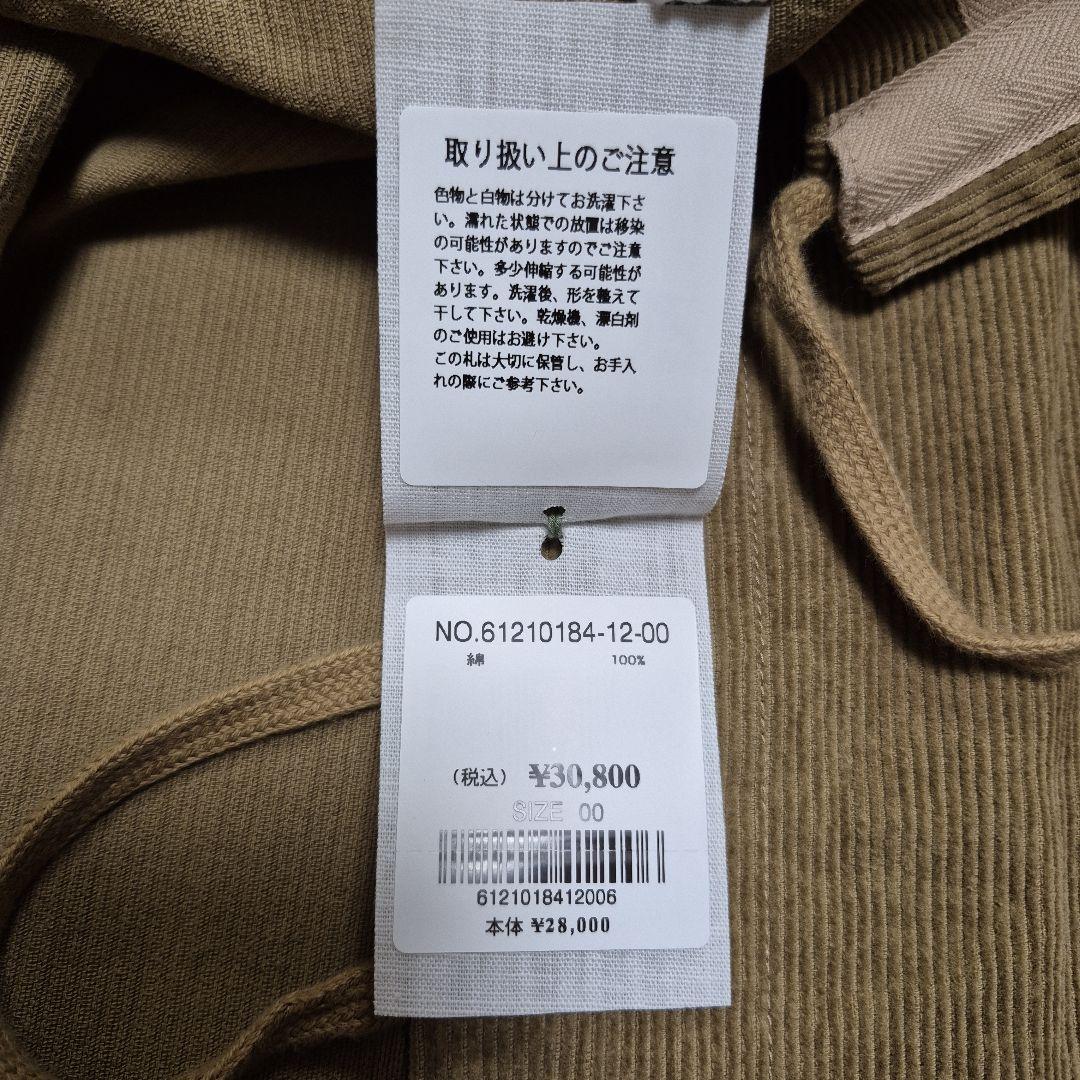 取り扱い上のご注意
色物と白物は分けてお洗濯下さ
い。濡れた状態での放置は移染
の可能性がありますのでご注意
下さい。多少伸縮する可能性が
あります。洗濯後、形を整えて
干して下さい。乾燥機、漂白剤
のご使用はお避け下さい。
この札は大切に保管し、お手入
れの際にご参考下さい。
NO.61210184-12-00
綿 100%
（税込） ¥30,800
SIZE 00
6121018412006
本体 ¥28,000